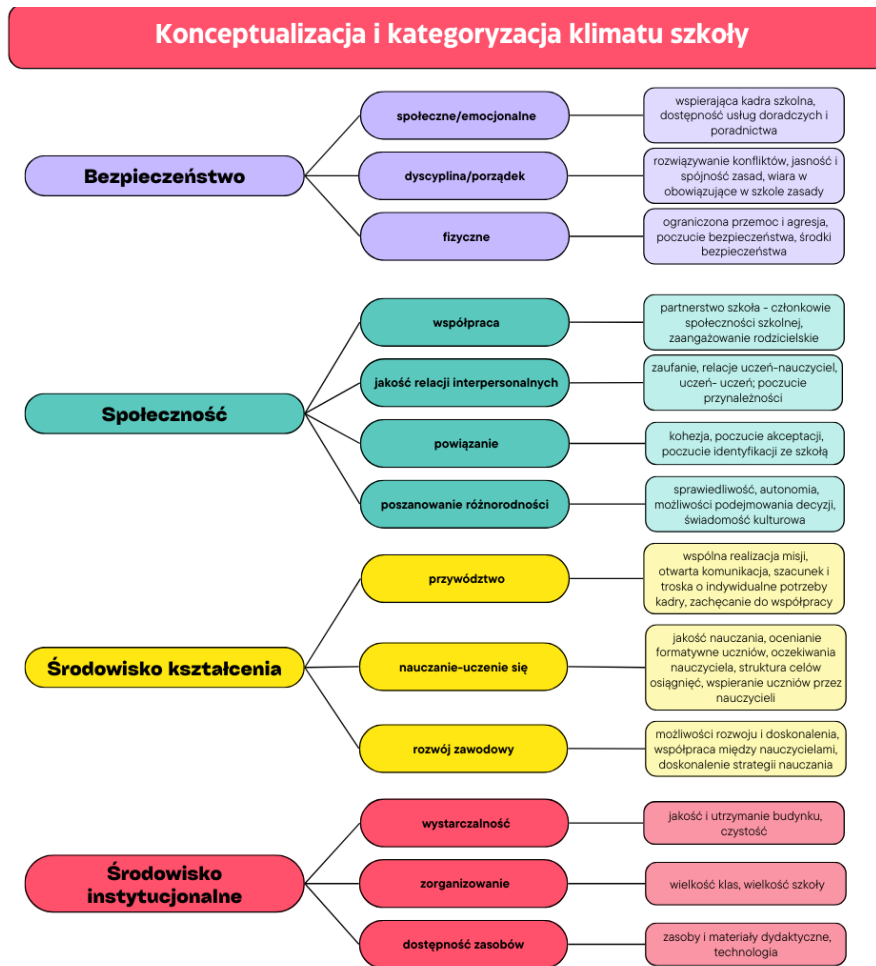 Konceptualizacja i kategoryzacja klimatu szkoły
Bezpieczeństwo
społeczne/emocjonalne
wspierająca kadra szkolna,
dostępność usług doradczych i
poradnictwa
dyscyplina/porządek
rozwiązywanie konfliktów, jasność i
spójność zasad, wiara w
obowiązujące w szkole zasady
fizyczne
ograniczona przemoc i agresja,
poczucie bezpieczeństwa, środki
bezpieczeństwa
Społeczność
współpraca
partnerstwo szkoła - członkowie
społeczności szkolnej,
zaangażowanie rodzicielskie
jakość relacji interpersonalnych
zaufanie, relacje uczeń-nauczyciel,
uczeń- uczeń; poczucie
przynależności
powiązanie
kohezja, poczucie akceptacji,
poczucie identyfikacji ze szkołą
poszanowanie różnorodności
sprawiedliwość, autonomia,
możliwości podejmowania decyzji,
świadomość kulturowa
Środowisko kształcenia
przywództwo
wspólna realizacja misji,
otwarta komunikacja, szacunek i
troska o indywidualne potrzeby
kadry, zachęcanie do współpracy
nauczanie-uczenie się
jakość nauczania, ocenianie
formatywne uczniów, oczekiwania
nauczyciela, struktura celów
osiągnięć, wspieranie uczniów przez
nauczycieli
rozwój zawodowy
możliwości rozwoju i doskonalenia,
współpraca między nauczycielami,
doskonalenie strategii nauczania
Środowisko
instytucjonalne
wystarczalność
jakość i utrzymanie budynku,
czystość
zorganizowanie
wielkość klas, wielkość szkoły
dostępność zasobów
zasoby i materiały dydaktyczne,
technologia